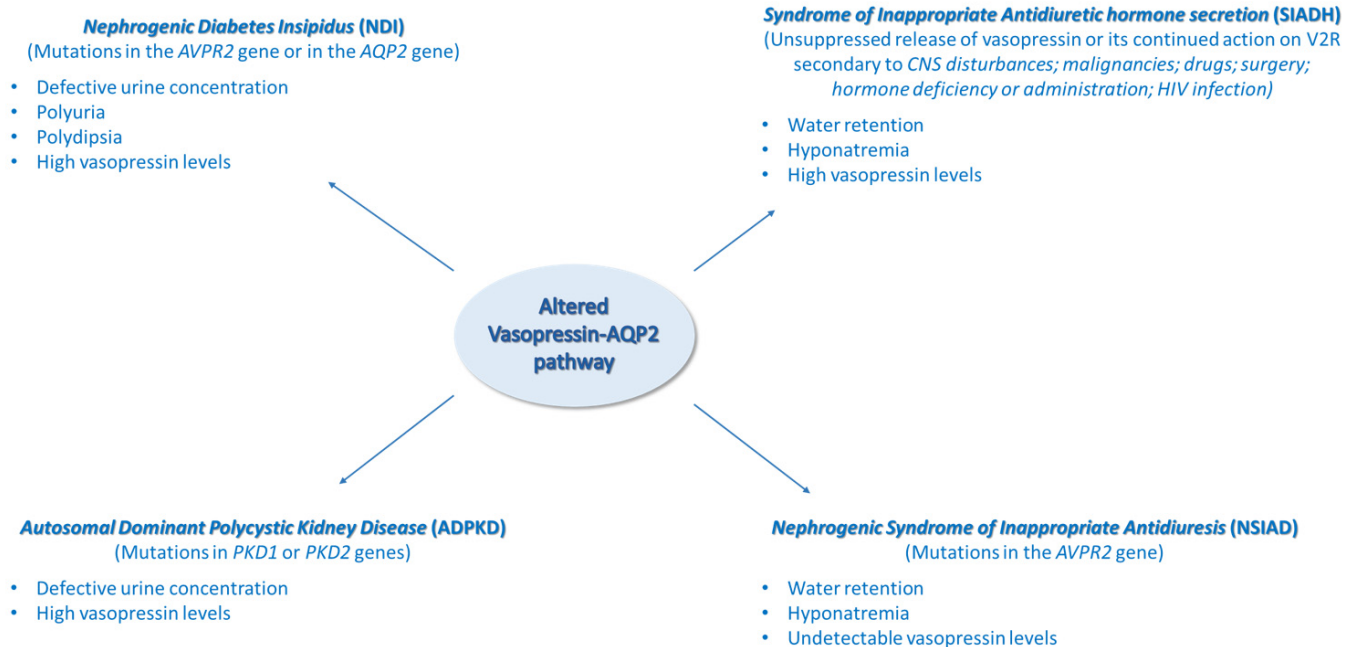 Nephrogenic Diabetes Insipidus (NDI)
(Mutations in the AVPR2 gene or in the AQP2 gene)
• Defective urine concentration
• Polyuria
• Polydipsia
• High vasopressin levels
Syndrome of Inappropriate Antidiuretic hormone secretion (SIADH)
(Unsuppressed release of vasopressin or its continued action on V2R
secondary to CNS disturbances; malignancies; drugs; surgery;
hormone deficiency or administration; HIV infection)
• Water retention
• Hyponatremia
• High vasopressin levels
Altered
Vasopressin-AQP2
pathway
Autosomal Dominant Polycystic Kidney Disease (ADPKD)
(Mutations in PKD1 or PKD2 genes)
• Defective urine concentration
• High vasopressin levels
Nephrogenic Syndrome of Inappropriate Antidiuresis (NSIAD)
(Mutations in the AVPR2 gene)
• Water retention
• Hyponatremia
• Undetectable vasopressin levels